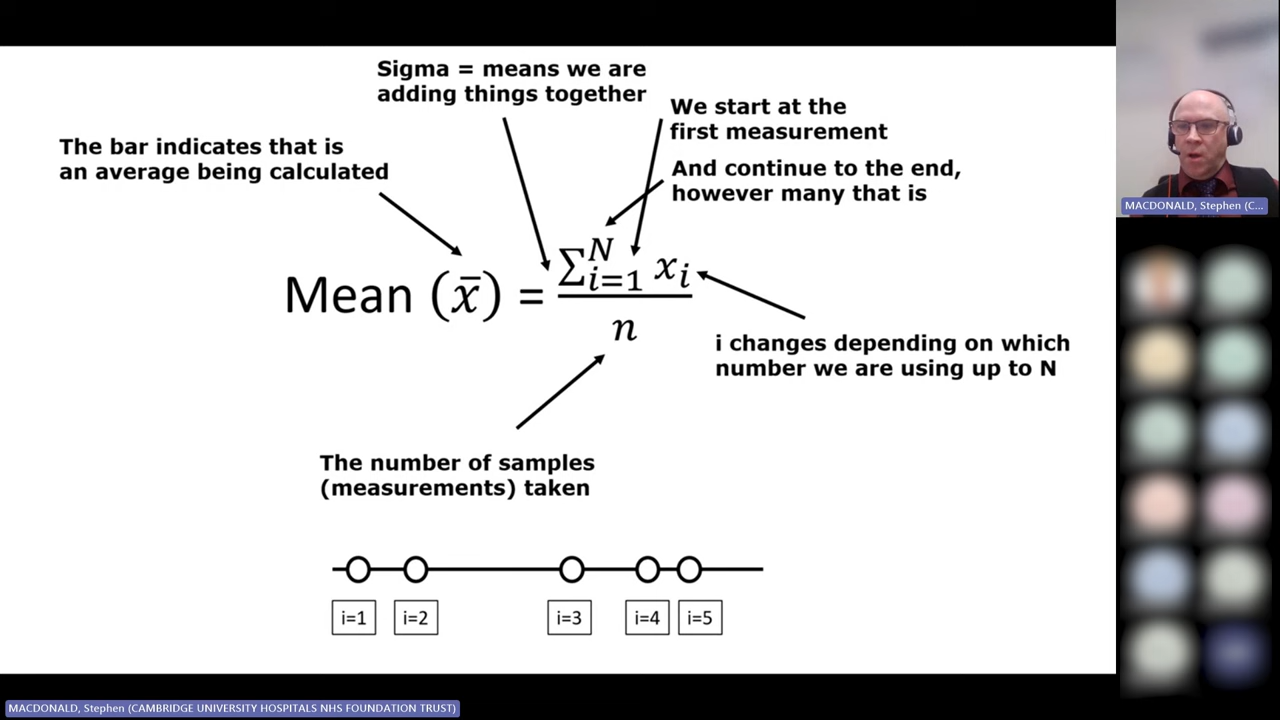 Sigma = means we are
adding things together
We start at the
first measurement
The bar indicates that is
an average being calculated
And continue to the end,
however many that is
Mean (x̄) = ∑ᵢ₌₁ᴺ xᵢ / n
i changes depending on which
number we are using up to N
The number of samples
(measurements) taken
i=1 i=2 i=3 i=4 i=5
MACDONALD, Stephen (C...
MACDONALD, Stephen (CAMBRIDGE UNIVERSITY HOSPITALS NHS FOUNDATION TRUST)